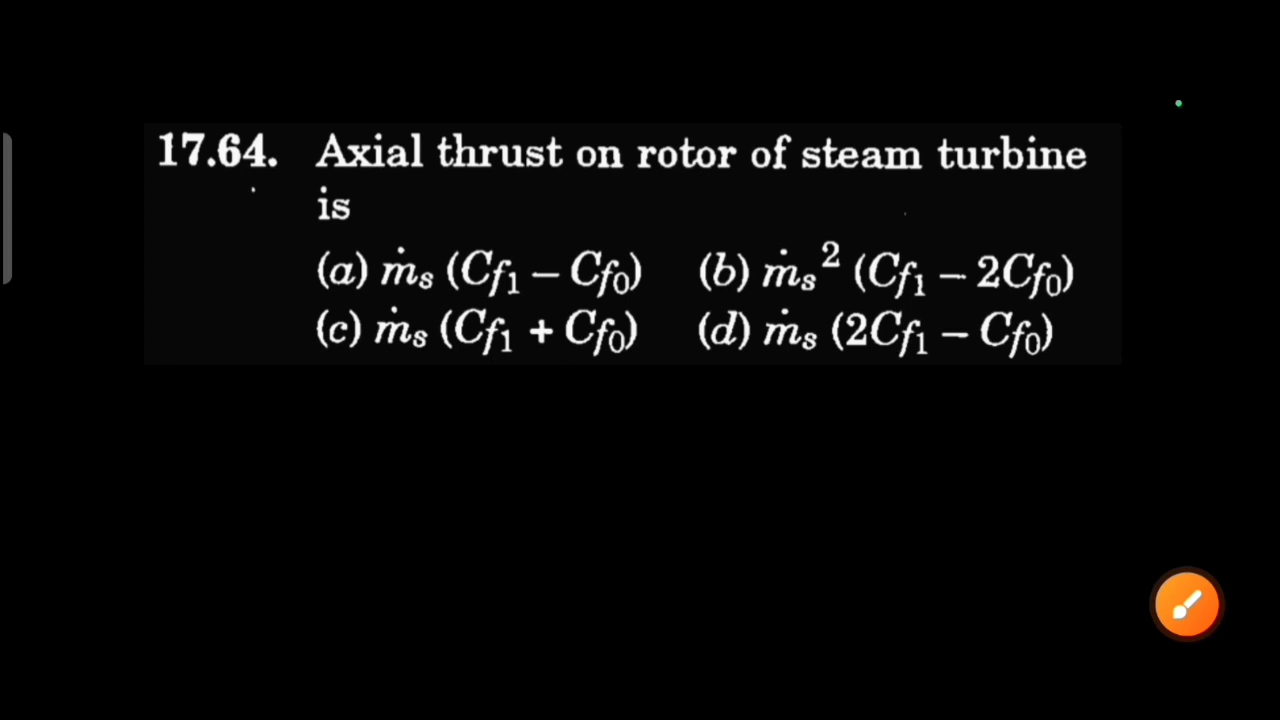 17.64. Axial thrust on rotor of steam turbine
is
(a) ṁₛ (Cf₁ – Cf₀) (b) ṁₛ² (Cf₁ – 2Cf₀)
(c) ṁₛ (Cf₁ + Cf₀) (d) ṁₛ (2Cf₁ – Cf₀)